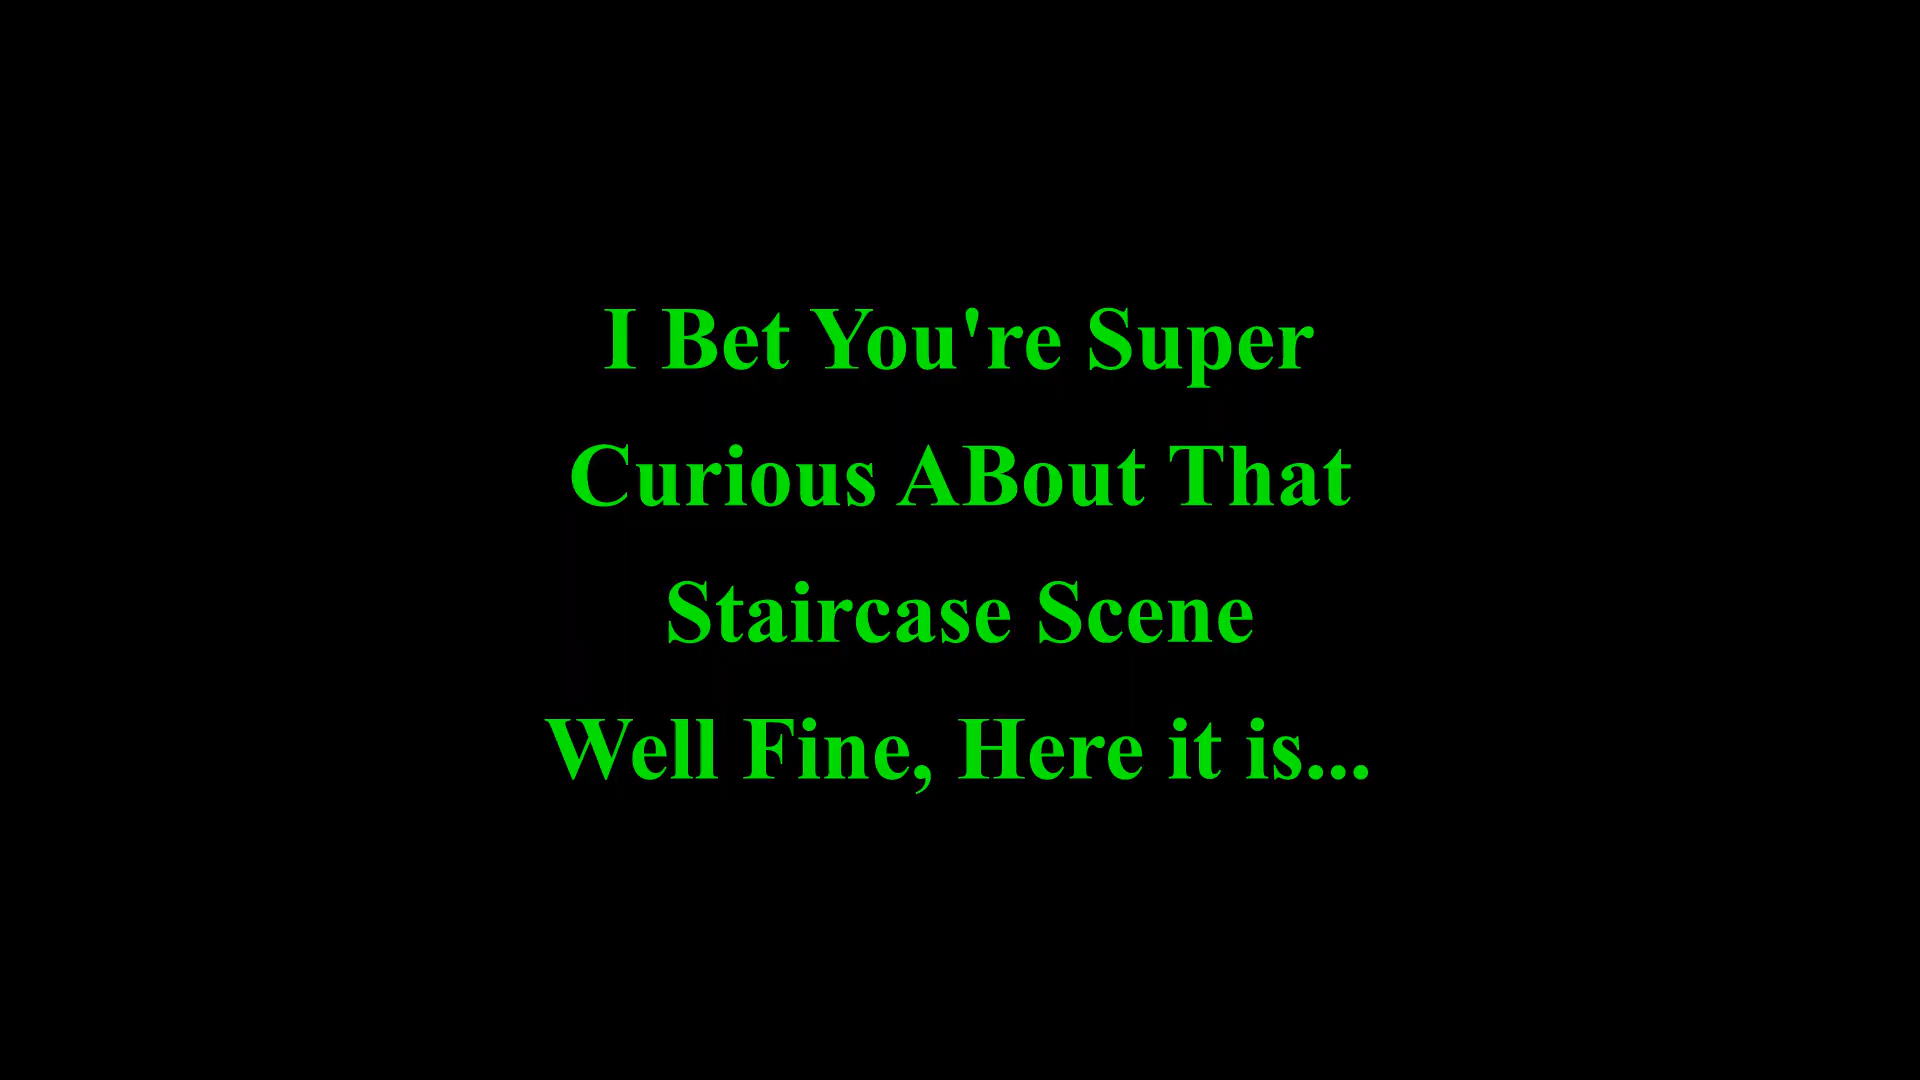 I Bet You're Super
Curious ABout That
Staircase Scene
Well Fine, Here it is...